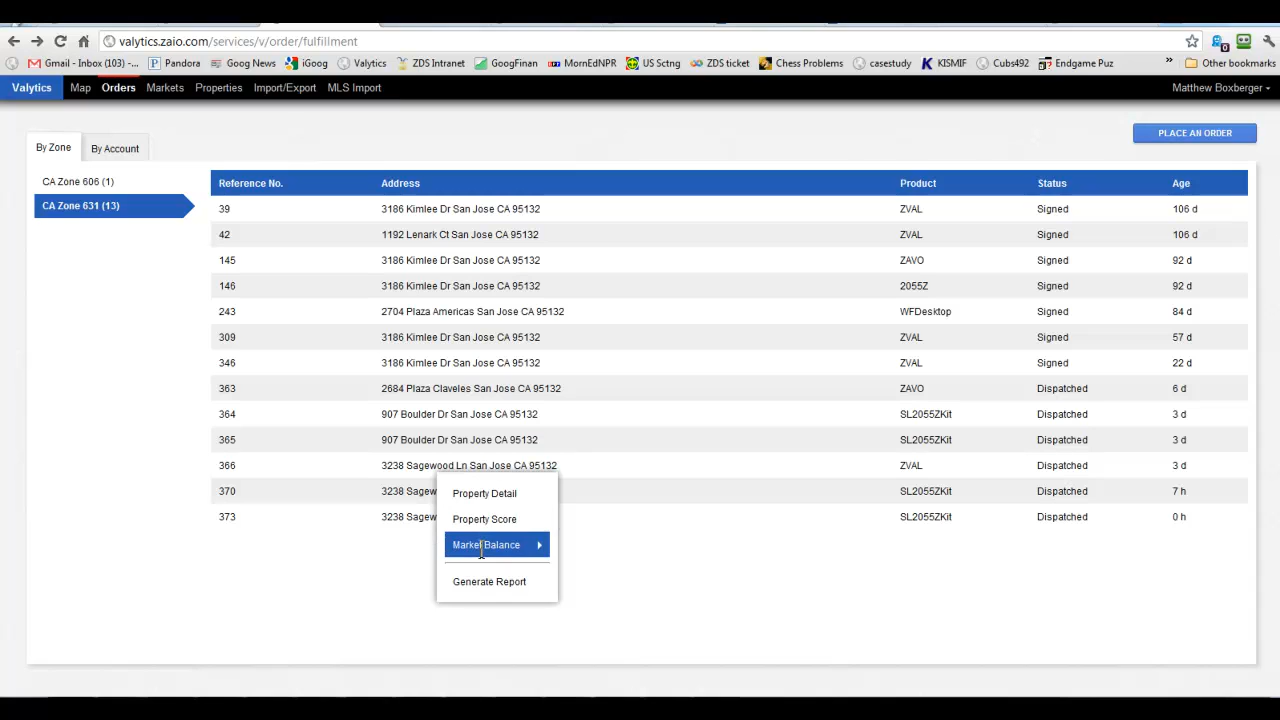 valytics.zaio.com/services/v/order/fulfillment
0
Gmail - Inbox (103) -... Pandora Goog News iGoog Valytics ZDS Intranet GoogFinan MornEdNPR US Sctng ZDS ticket Chess Problems casestudy KISMIF Cubs492 Endgame Puz » Other bookmarks
Valytics Map Orders Markets Properties Import/Export MLS Import Matthew Boxberger
PLACE AN ORDER
By Zone By Account
CA Zone 606 (1)
CA Zone 631 (13)
Reference No. Address Product Status Age
39 3186 Kimlee Dr San Jose CA 95132 ZVAL Signed 106 d
42 1192 Lenark Ct San Jose CA 95132 ZVAL Signed 106 d
145 3186 Kimlee Dr San Jose CA 95132 ZAVO Signed 92 d
146 3186 Kimlee Dr San Jose CA 95132 2055Z Signed 92 d
243 2704 Plaza Americas San Jose CA 95132 WFDesktop Signed 84 d
309 3186 Kimlee Dr San Jose CA 95132 ZVAL Signed 57 d
346 3186 Kimlee Dr San Jose CA 95132 ZVAL Signed 22 d
363 2684 Plaza Claveles San Jose CA 95132 ZAVO Dispatched 6 d
364 907 Boulder Dr San Jose CA 95132 SL2055ZKit Dispatched 3 d
365 907 Boulder Dr San Jose CA 95132 SL2055ZKit Dispatched 3 d
366 3238 Sagewood Ln San Jose CA 95132 ZVAL Dispatched 3 d
370 3238 Sagew SL2055ZKit Dispatched 7 h
373 3238 Sagew SL2055ZKit Dispatched 0 h
Property Detail
Property Score
Market Balance
Generate Report